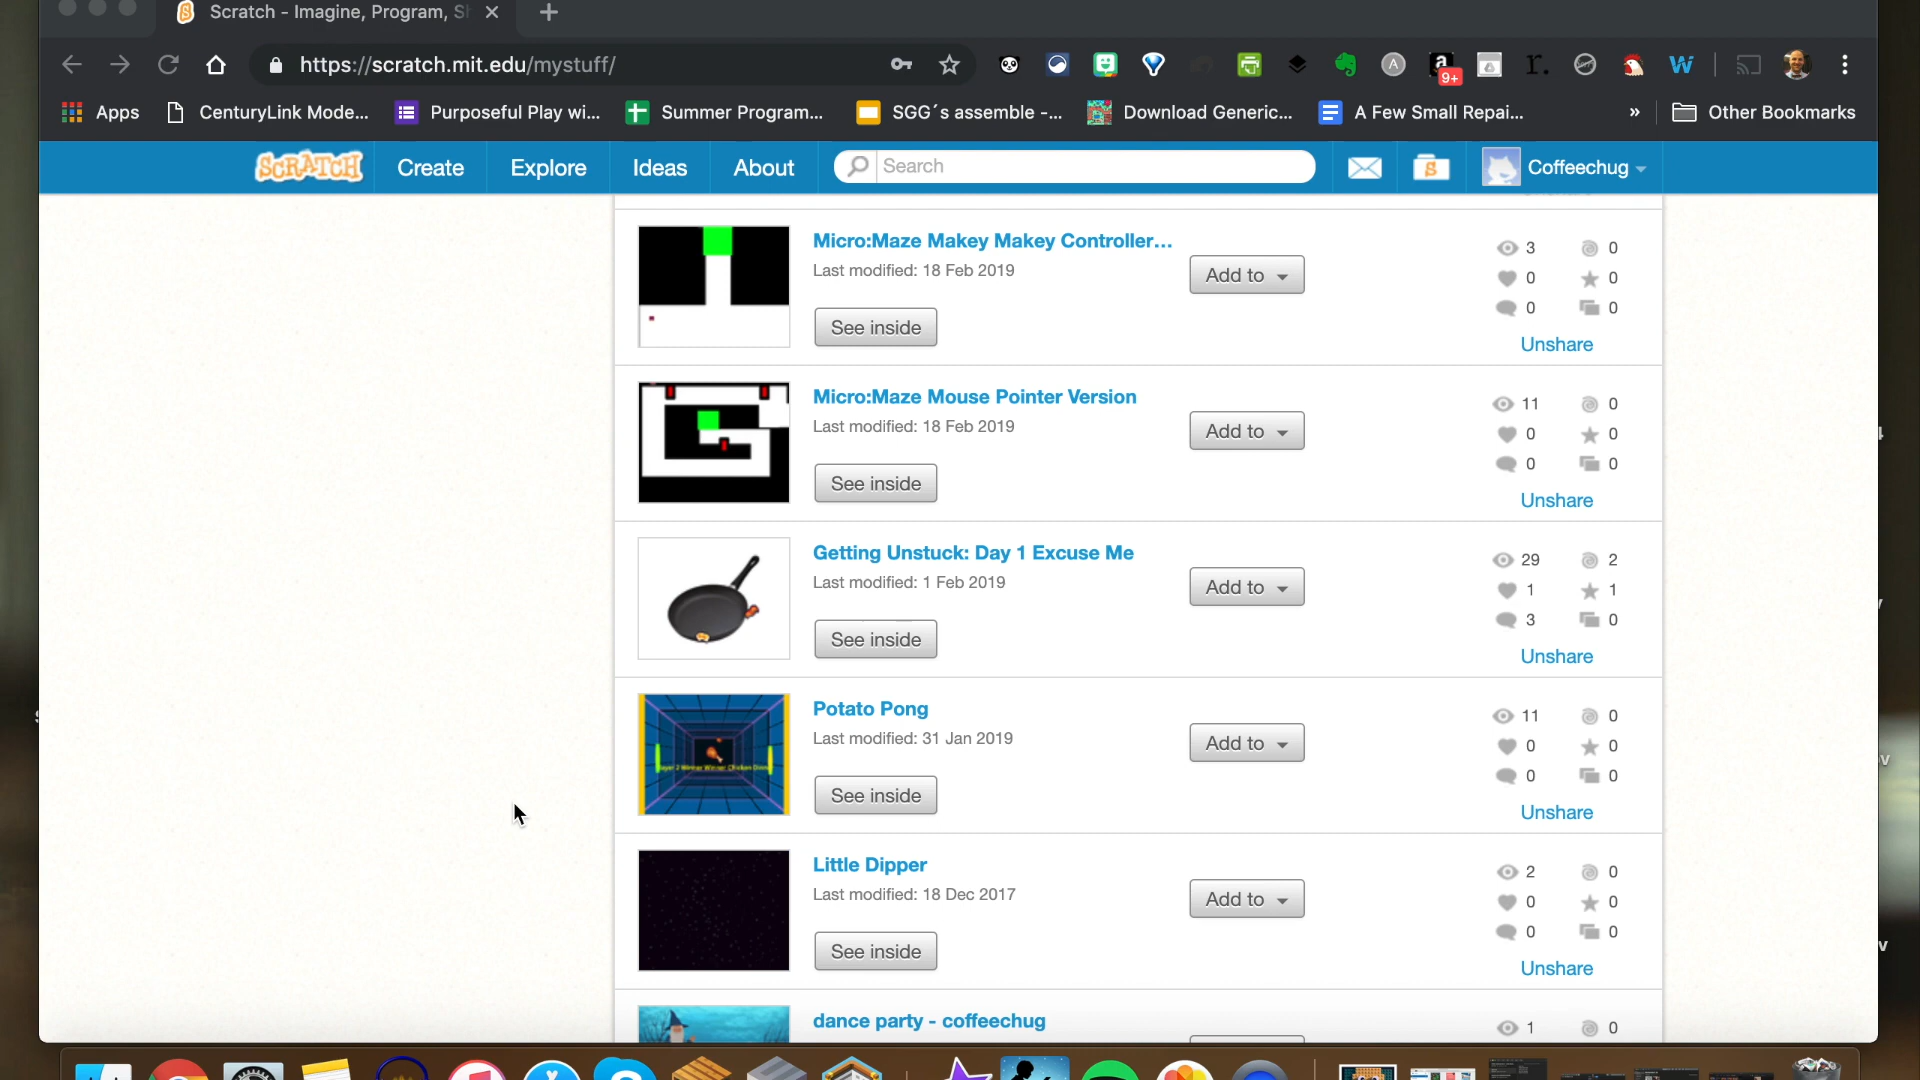 Scratch - Imagine, Program, Sh
https://scratch.mit.edu/mystuff/
9+
Apps
CenturyLink Mode...
Purposeful Play wi...
Summer Program...
SGG´s assemble -...
Download Generic...
A Few Small Repai...
»
Other Bookmarks
SCRATCH
Create
Explore
Ideas
About
Search
Coffeechug
Micro:Maze Makey Makey Controller...
Last modified: 18 Feb 2019
See inside
Add to
3 0
0 0
0 0
Unshare
Micro:Maze Mouse Pointer Version
Last modified: 18 Feb 2019
See inside
Add to
11 0
0 0
0 0
Unshare
Getting Unstuck: Day 1 Excuse Me
Last modified: 1 Feb 2019
See inside
Add to
29 2
1 1
3 0
Unshare
Potato Pong
Last modified: 31 Jan 2019
See inside
Add to
11 0
0 0
0 0
Unshare
Little Dipper
Last modified: 18 Dec 2017
See inside
Add to
2 0
0 0
0 0
Unshare
dance party - coffeechug
1 0